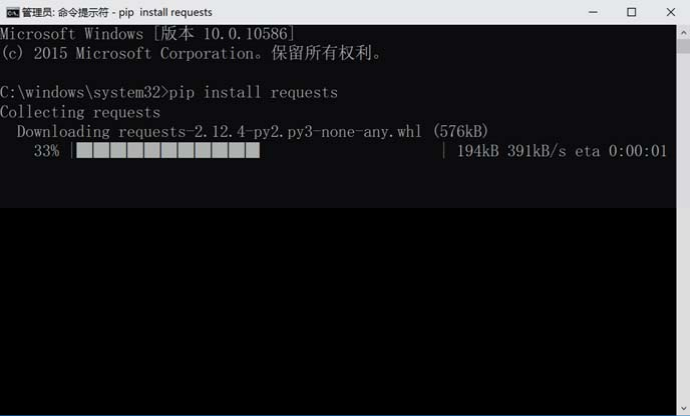 管理员: 命令提示符 - pip  install requests
Microsoft Windows [版本 10.0.10586]
(c) 2015 Microsoft Corporation。保留所有权利。
C:\windows\system32>pip install requests
Collecting requests
Downloading requests-2.12.4-py2.py3-none-any.whl (576kB)
33% | | 194kB 391kB/s eta 0:00:01